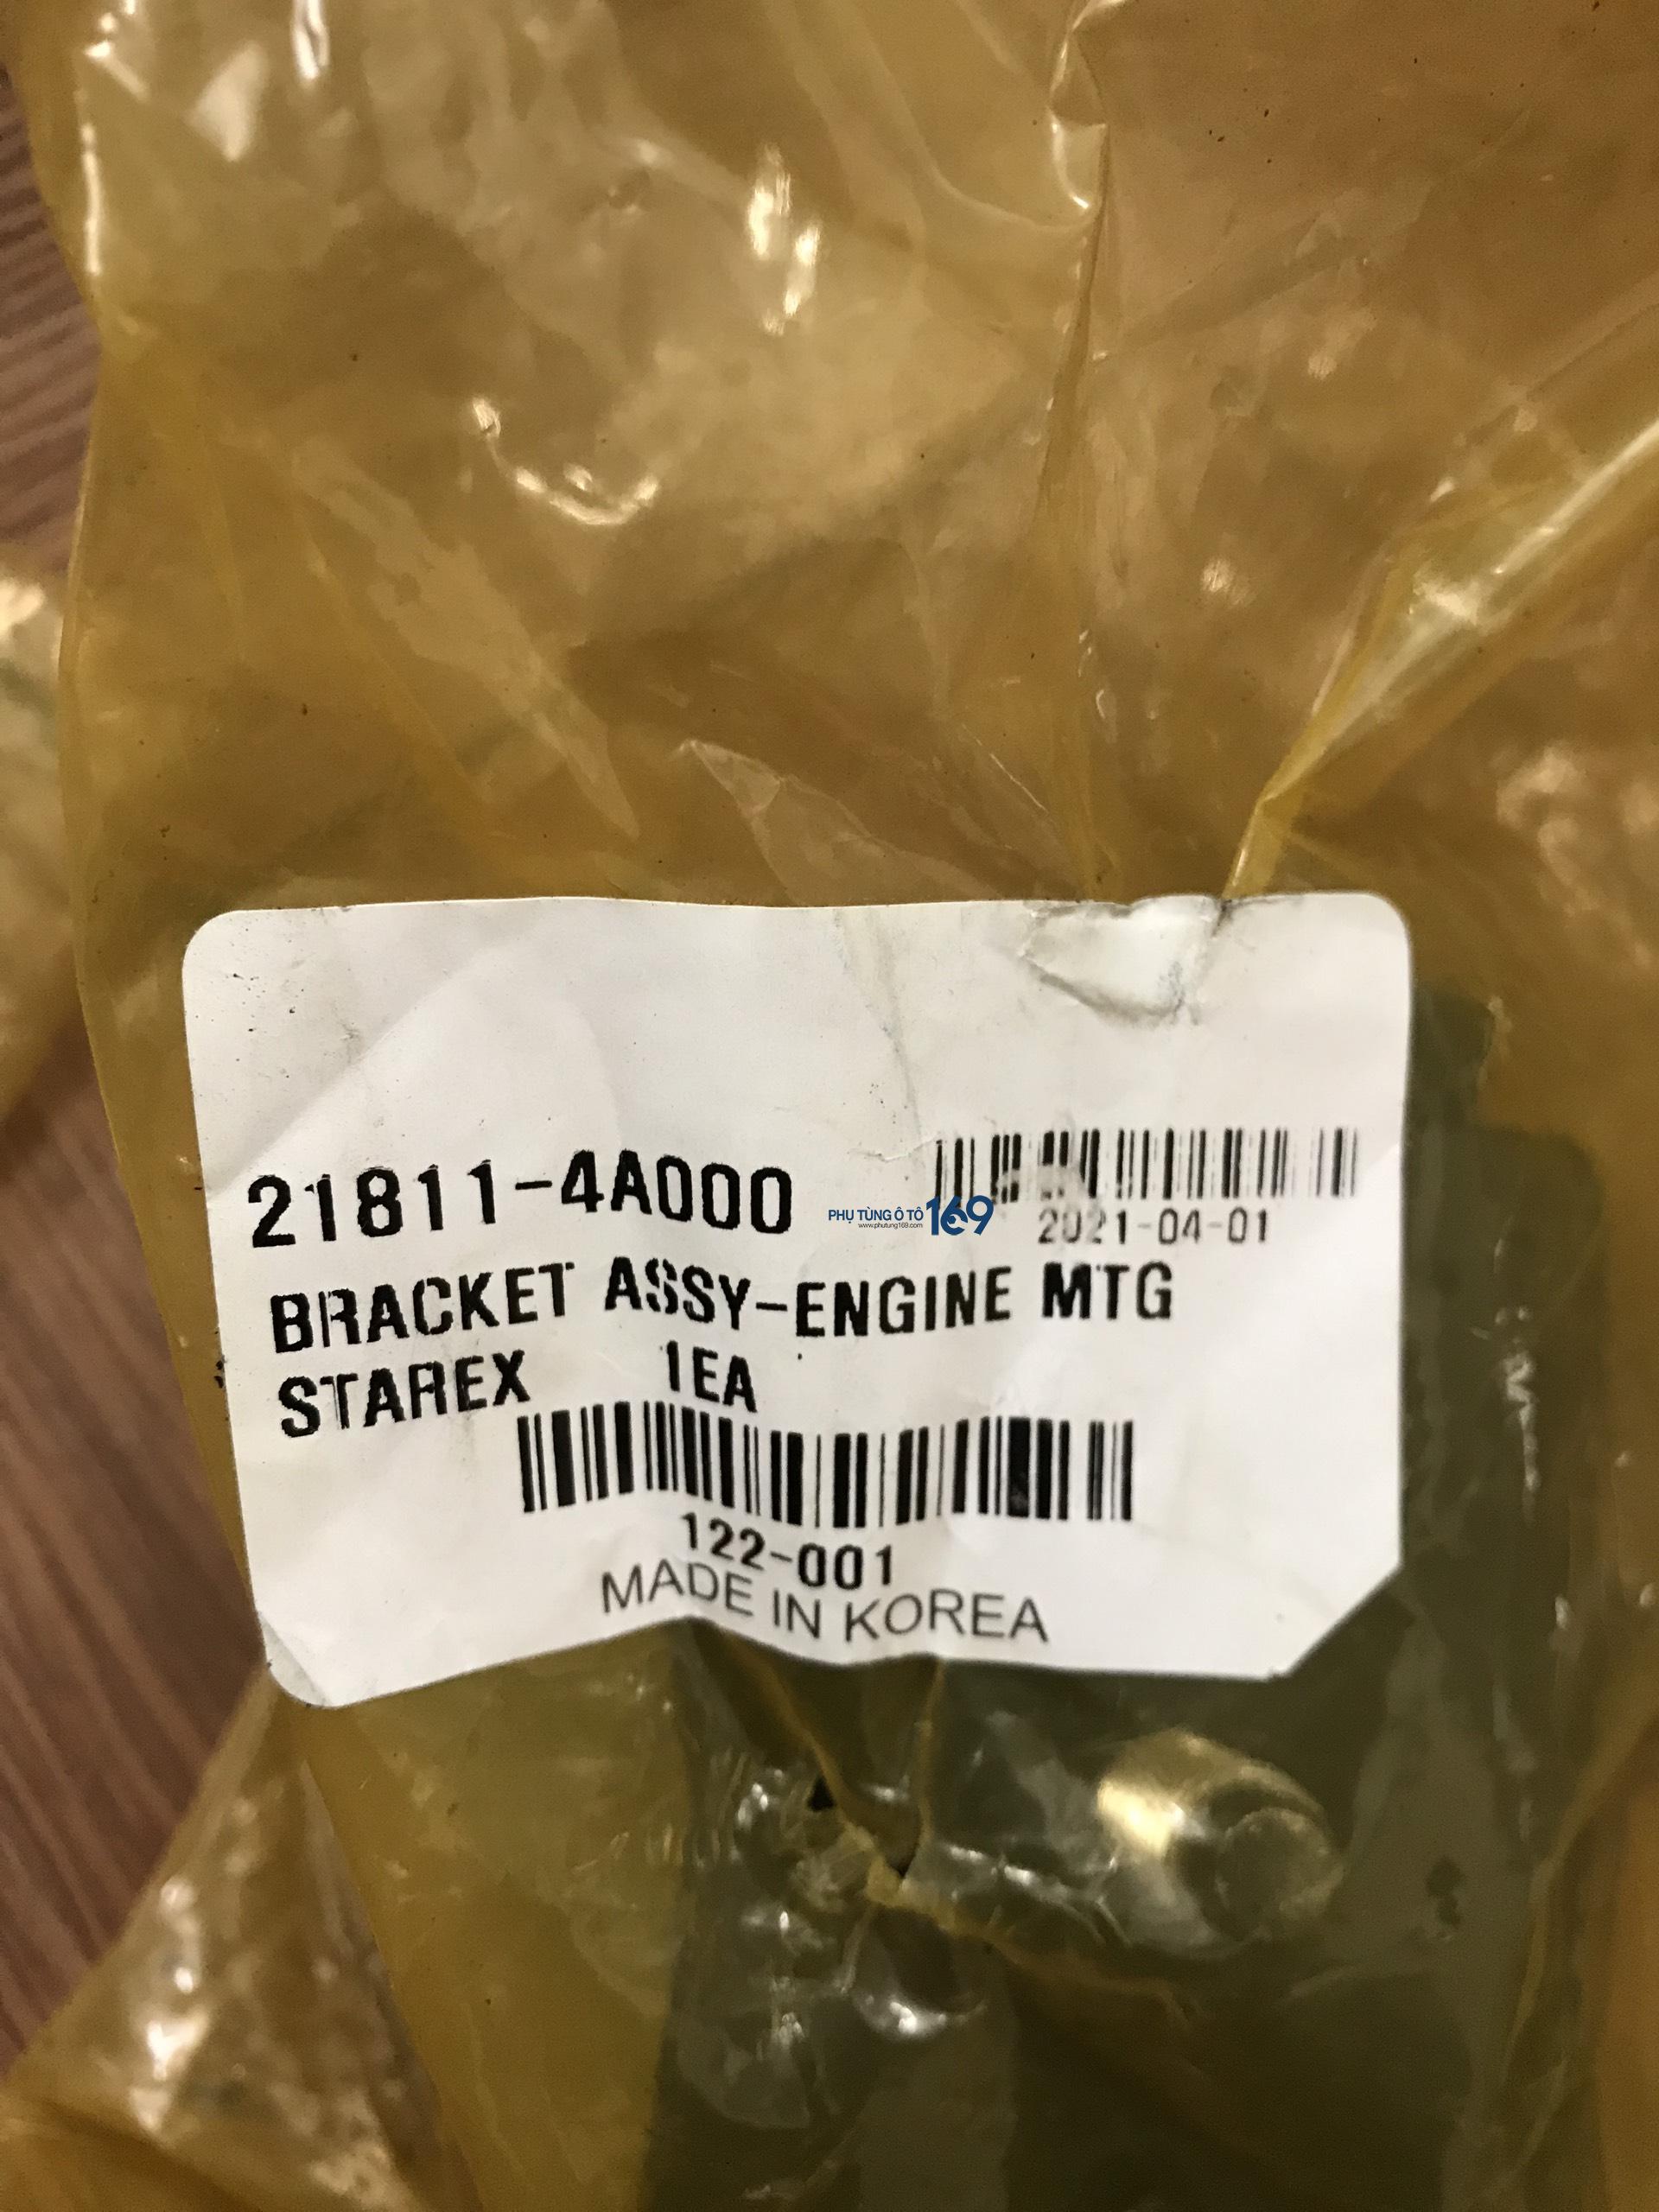 21811-4A000
PHỤ TÙNG Ô TÔ 169
www.phutung169.com
2021-04-01
BRACKET ASSY-ENGINE MTG
STAREX 1EA
122-001
MADE IN KOREA